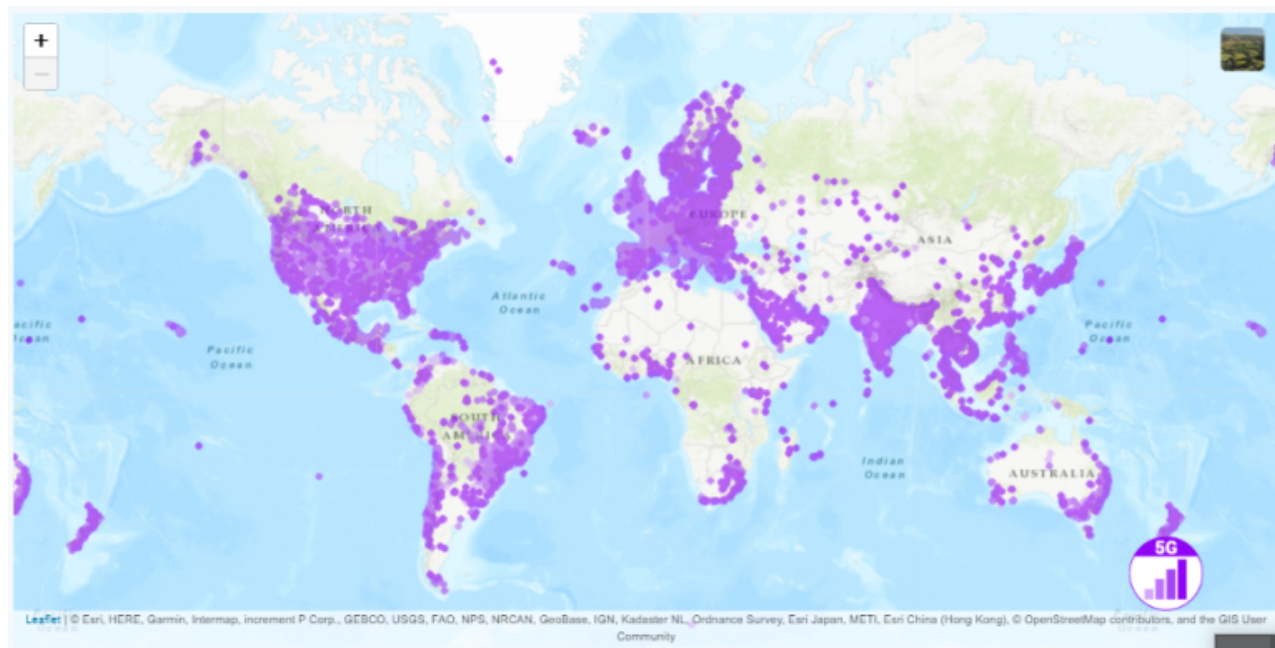 +
−
NORTH
AMERICA
EUROPE
ASIA
Atlantic
Ocean
acific
Pacific
Ocean
Pacific
Ocean
AFRICA
SOUTH
AMERICA
Indian
Ocean
AUSTRALIA
5G
Leaflet | © Esri, HERE, Garmin, Intermap, increment P Corp., GEBCO, USGS, FAO, NPS, NRCAN, GeoBase, IGN, Kadaster NL, Ordnance Survey, Esri Japan, METI, Esri China (Hong Kong), © OpenStreetMap contributors, and the GIS User
Community